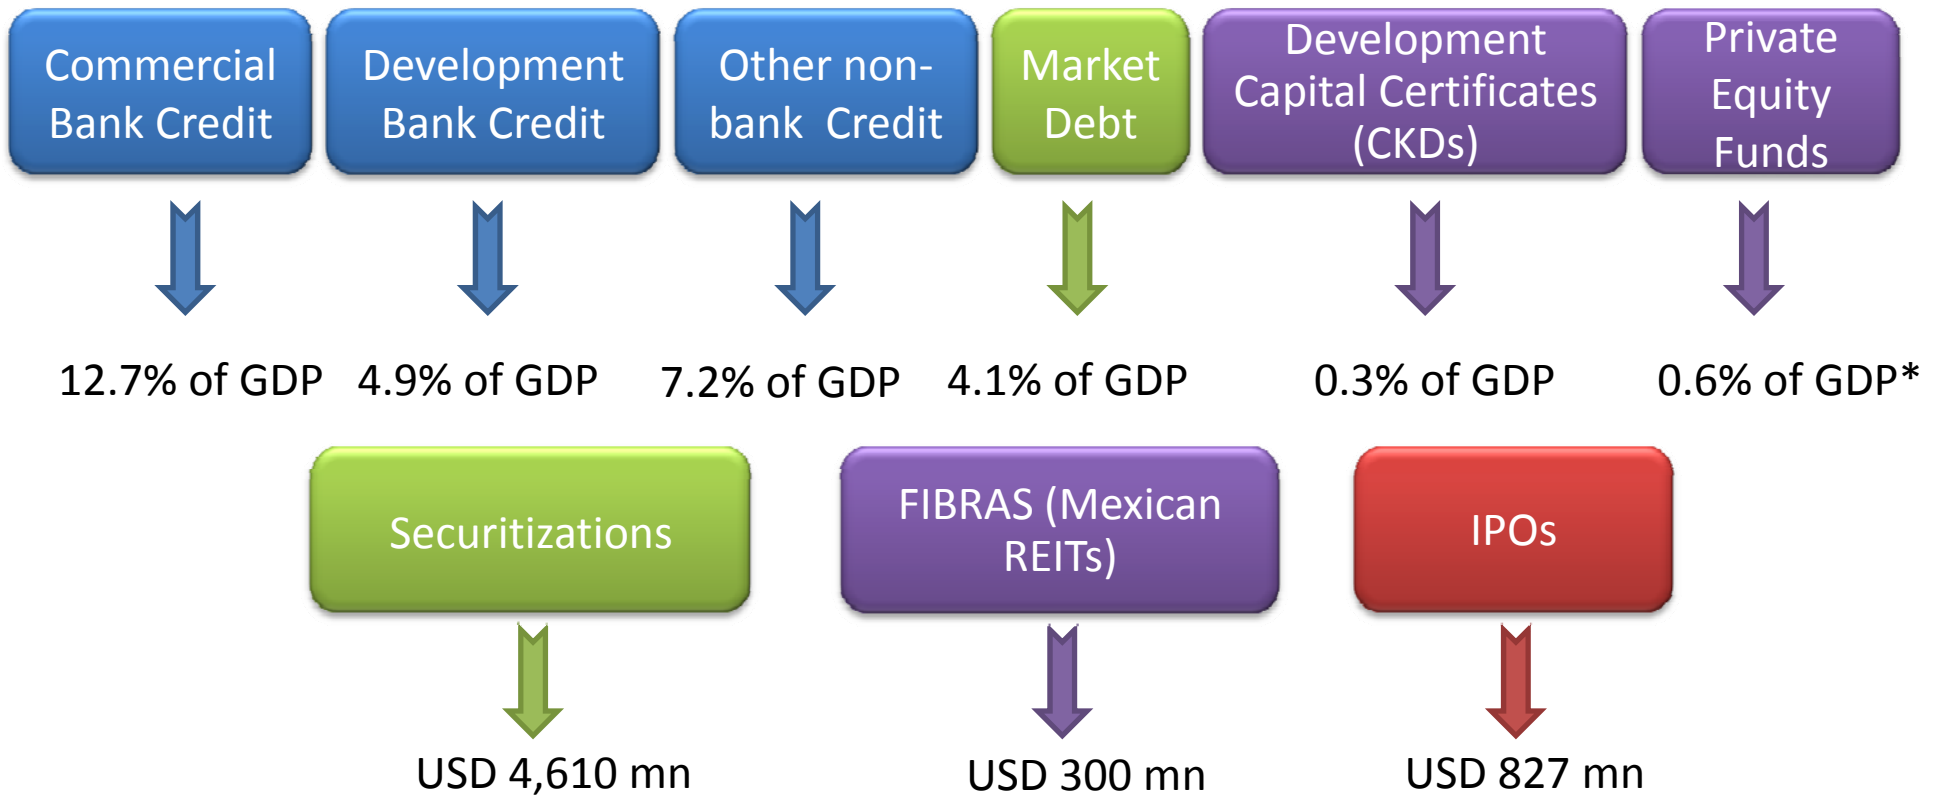 Commercial
Bank Credit
Development
Bank Credit
Other non-
bank Credit
Market
Debt
Development
Capital Certificates
(CKDs)
Private
Equity
Funds
12.7% of GDP
4.9% of GDP
7.2% of GDP
4.1% of GDP
0.3% of GDP
0.6% of GDP*
Securitizations
FIBRAS (Mexican
REITs)
IPOs
USD 4,610 mn
USD 300 mn
USD 827 mn